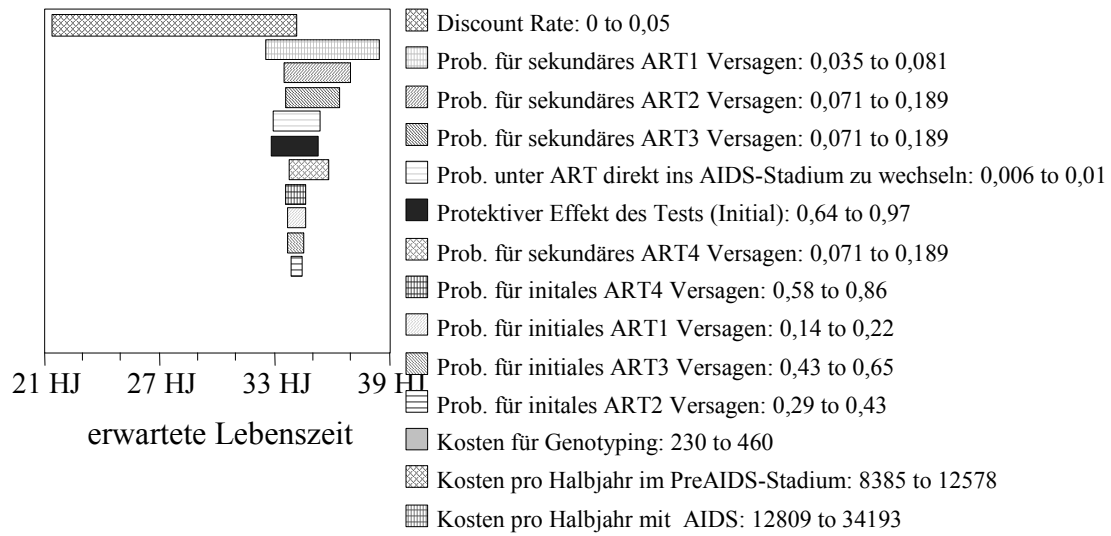 Discount Rate: 0 to 0,05
Prob. für sekundäres ART1 Versagen: 0,035 to 0,081
Prob. für sekundäres ART2 Versagen: 0,071 to 0,189
Prob. für sekundäres ART3 Versagen: 0,071 to 0,189
Prob. unter ART direkt ins AIDS-Stadium zu wechseln: 0,006 to 0,01
Protektiver Effekt des Tests (Initial): 0,64 to 0,97
Prob. für sekundäres ART4 Versagen: 0,071 to 0,189
Prob. für initales ART4 Versagen: 0,58 to 0,86
Prob. für initiales ART1 Versagen: 0,14 to 0,22
Prob. für initiales ART3 Versagen: 0,43 to 0,65
Prob. für initales ART2 Versagen: 0,29 to 0,43
Kosten für Genotyping: 230 to 460
Kosten pro Halbjahr im PreAIDS-Stadium: 8385 to 12578
Kosten pro Halbjahr mit AIDS: 12809 to 34193
21 HJ 27 HJ 33 HJ 39 HJ
erwartete Lebenszeit